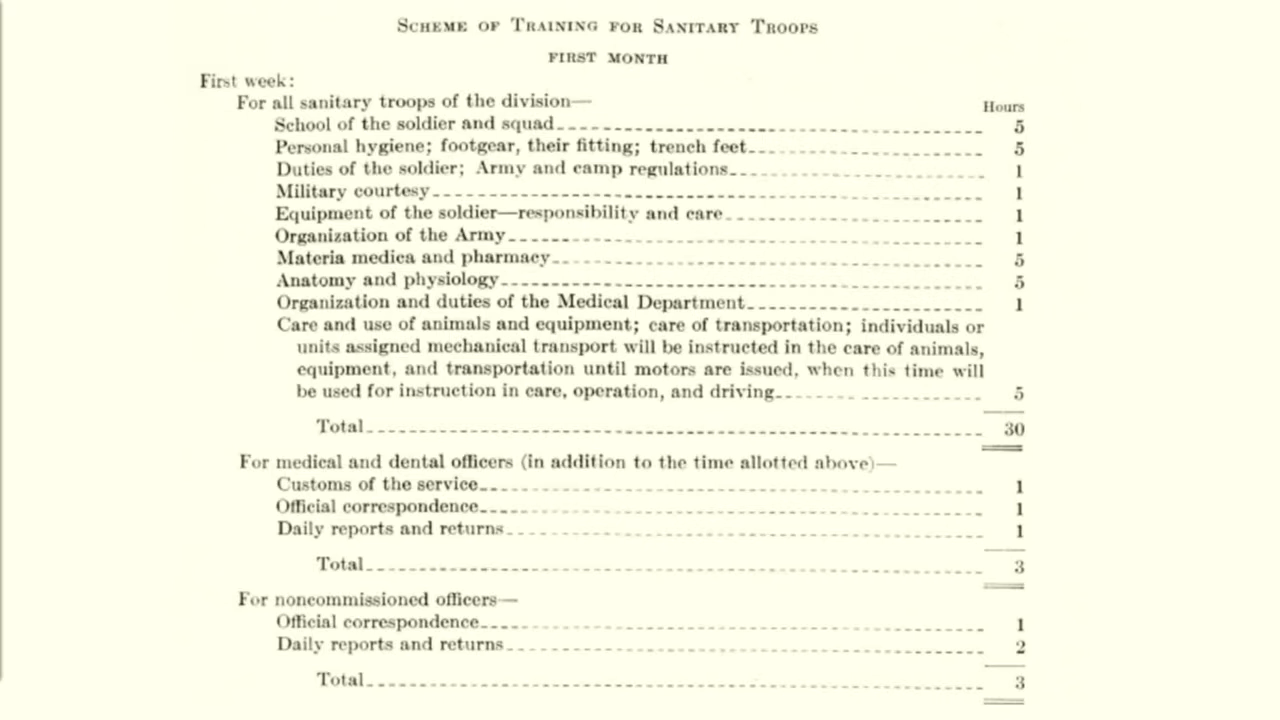 SCHEME OF TRAINING FOR SANITARY TROOPS
FIRST MONTH
First week:
For all sanitary troops of the division—
Hours
School of the soldier and squad 5
Personal hygiene; footgear, their fitting; trench feet 5
Duties of the soldier; Army and camp regulations 1
Military courtesy 1
Equipment of the soldier—responsibility and care 1
Organization of the Army 1
Materia medica and pharmacy 5
Anatomy and physiology 5
Organization and duties of the Medical Department 1
Care and use of animals and equipment; care of transportation; individuals or
units assigned mechanical transport will be instructed in the care of animals,
equipment, and transportation until motors are issued, when this time will
be used for instruction in care, operation, and driving 5
Total 30
For medical and dental officers (in addition to the time allotted above)—
Customs of the service 1
Official correspondence 1
Daily reports and returns 1
Total 3
For noncommissioned officers—
Official correspondence 1
Daily reports and returns 2
Total 3